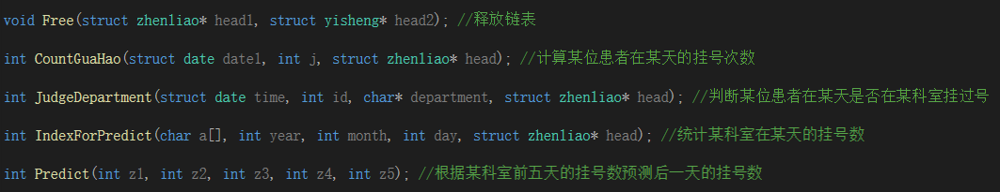 void Free(struct zhenliao* head1, struct yisheng* head2); //释放链表
int CountGuaHao(struct date date1, int j, struct zhenliao* head); //计算某位患者在某天的挂号次数
int JudgeDepartment(struct date time, int id, char* department, struct zhenliao* head); //判断某位患者在某天是否在某科室挂过号
int IndexForPredict(char a[], int year, int month, int day, struct zhenliao* head); //统计某科室在某天的挂号数
int Predict(int z1, int z2, int z3, int z4, int z5); //根据某科室前五天的挂号数预测后一天的挂号数